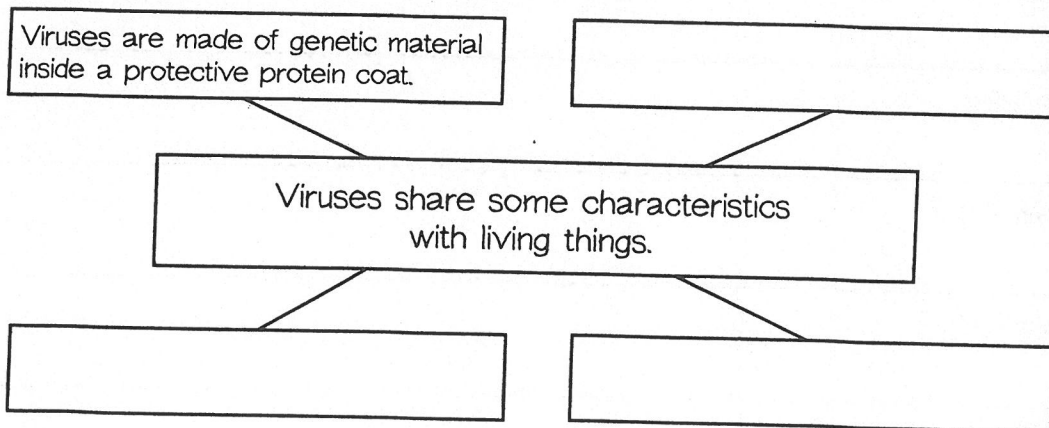 Viruses are made of genetic material
inside a protective protein coat.
Viruses share some characteristics
with living things.